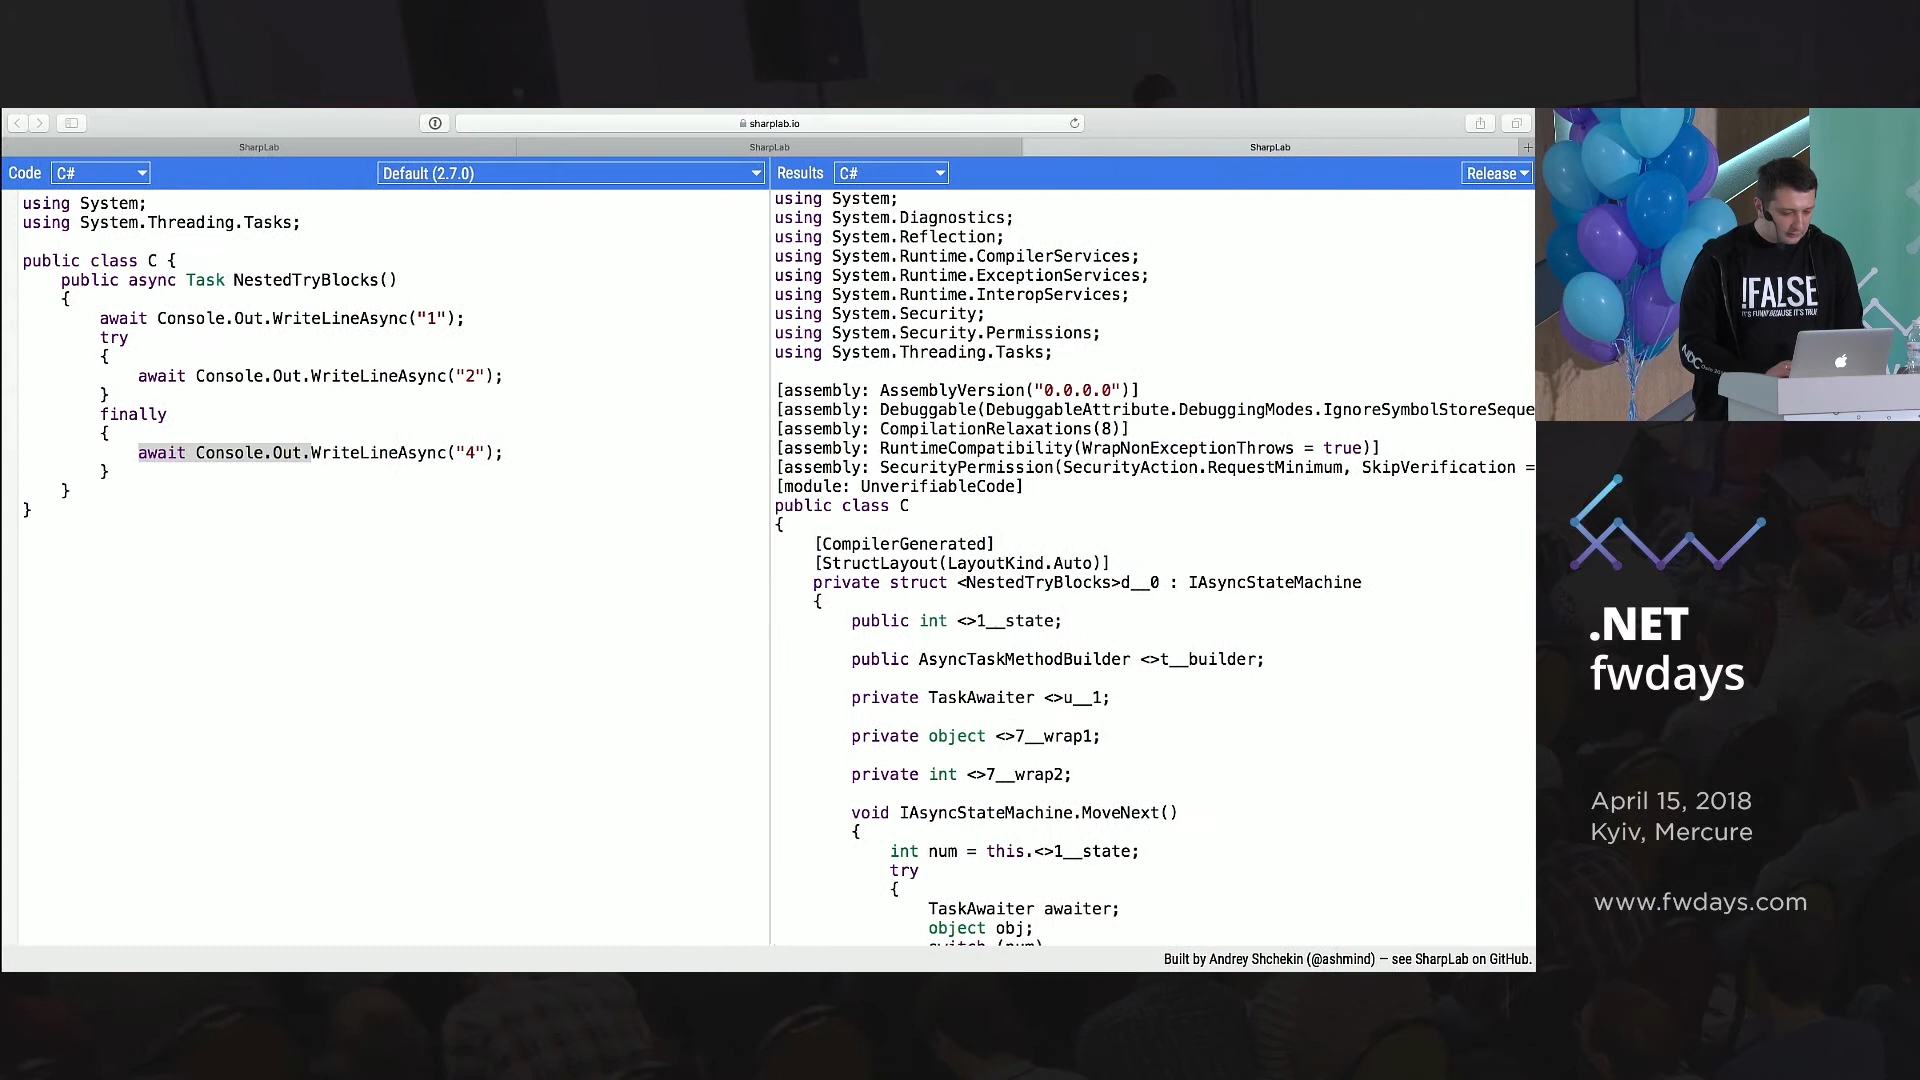 sharplab.io
SharpLab
SharpLab
SharpLab
Code
C#
Default (2.7.0)
Results
C#
Release
using System;
using System.Threading.Tasks;
public class C {
public async Task NestedTryBlocks()
{
await Console.Out.WriteLineAsync("1");
try
{
await Console.Out.WriteLineAsync("2");
}
finally
{
await Console.Out.WriteLineAsync("4");
}
}
}
using System;
using System.Diagnostics;
using System.Reflection;
using System.Runtime.CompilerServices;
using System.Runtime.ExceptionServices;
using System.Runtime.InteropServices;
using System.Security;
using System.Security.Permissions;
using System.Threading.Tasks;
[assembly: AssemblyVersion("0.0.0.0")]
[assembly: Debuggable(DebuggableAttribute.DebuggingModes.IgnoreSymbolStoreSeque
[assembly: CompilationRelaxations(8)]
[assembly: RuntimeCompatibility(WrapNonExceptionThrows = true)]
[assembly: SecurityPermission(SecurityAction.RequestMinimum, SkipVerification =
[module: UnverifiableCode]
public class C
{
[CompilerGenerated]
[StructLayout(LayoutKind.Auto)]
private struct <NestedTryBlocks>d__0 : IAsyncStateMachine
{
public int <>1__state;
public AsyncTaskMethodBuilder <>t__builder;
private TaskAwaiter <>u__1;
private object <>7__wrap1;
private int <>7__wrap2;
void IAsyncStateMachine.MoveNext()
{
int num = this.<>1__state;
try
{
TaskAwaiter awaiter;
object obj;
switch (num)
Built by Andrey Shchekin (@ashmind) — see SharpLab on GitHub.
!FALSE
IT'S FUNNY BECAUSE IT'S TRUE
NDC
.NET
fwdays
April 15, 2018
Kyiv, Mercure
www.fwdays.com